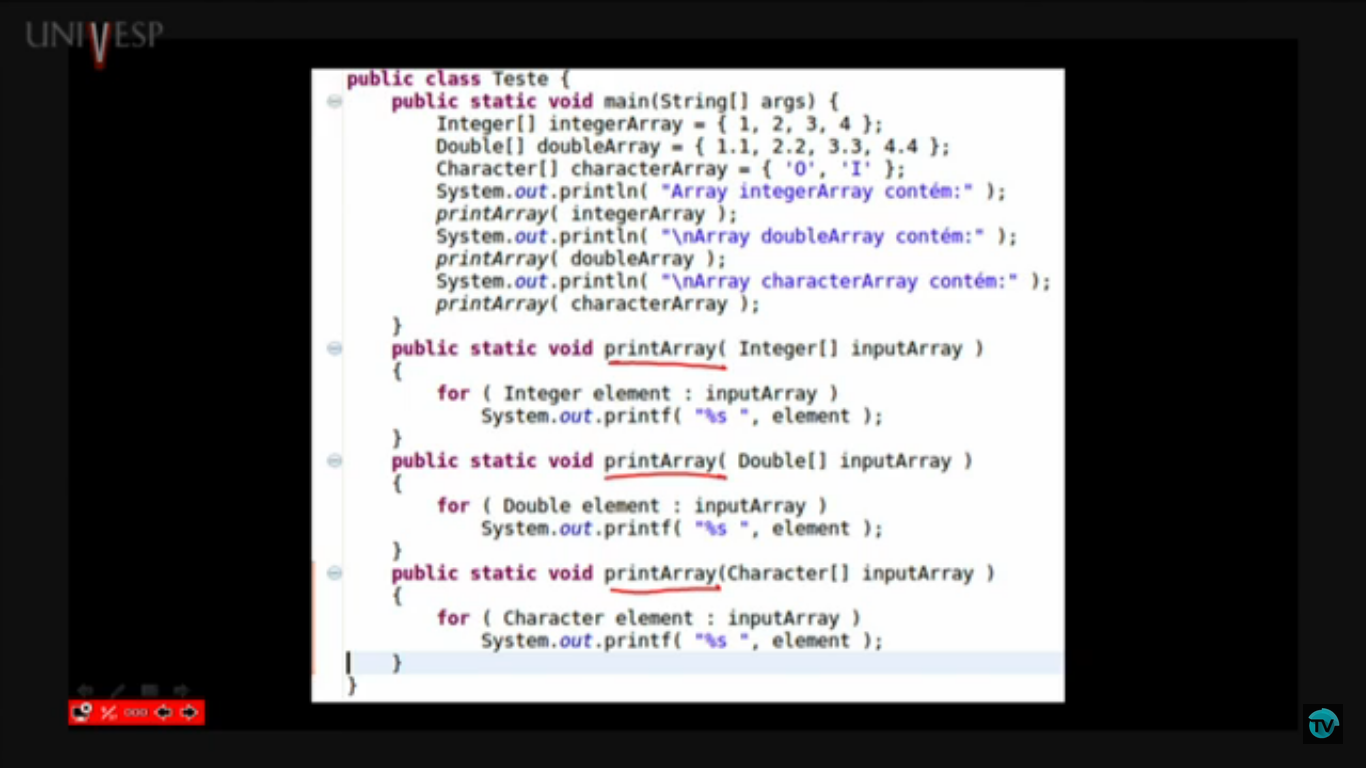 UNIVESP
public class Teste {
public static void main(String[] args) {
Integer[] integerArray = { 1, 2, 3, 4 };
Double[] doubleArray = { 1.1, 2.2, 3.3, 4.4 };
Character[] characterArray = { 'O', 'I' };
System.out.println( "Array integerArray contém:" );
printArray( integerArray );
System.out.println( "\nArray doubleArray contém:" );
printArray( doubleArray );
System.out.println( "\nArray characterArray contém:" );
printArray( characterArray );
}
public static void printArray( Integer[] inputArray )
{
for ( Integer element : inputArray )
System.out.printf( "%s ", element );
}
public static void printArray( Double[] inputArray )
{
for ( Double element : inputArray )
System.out.printf( "%s ", element );
}
public static void printArray(Character[] inputArray )
{
for ( Character element : inputArray )
System.out.printf( "%s ", element );
}
}
TV